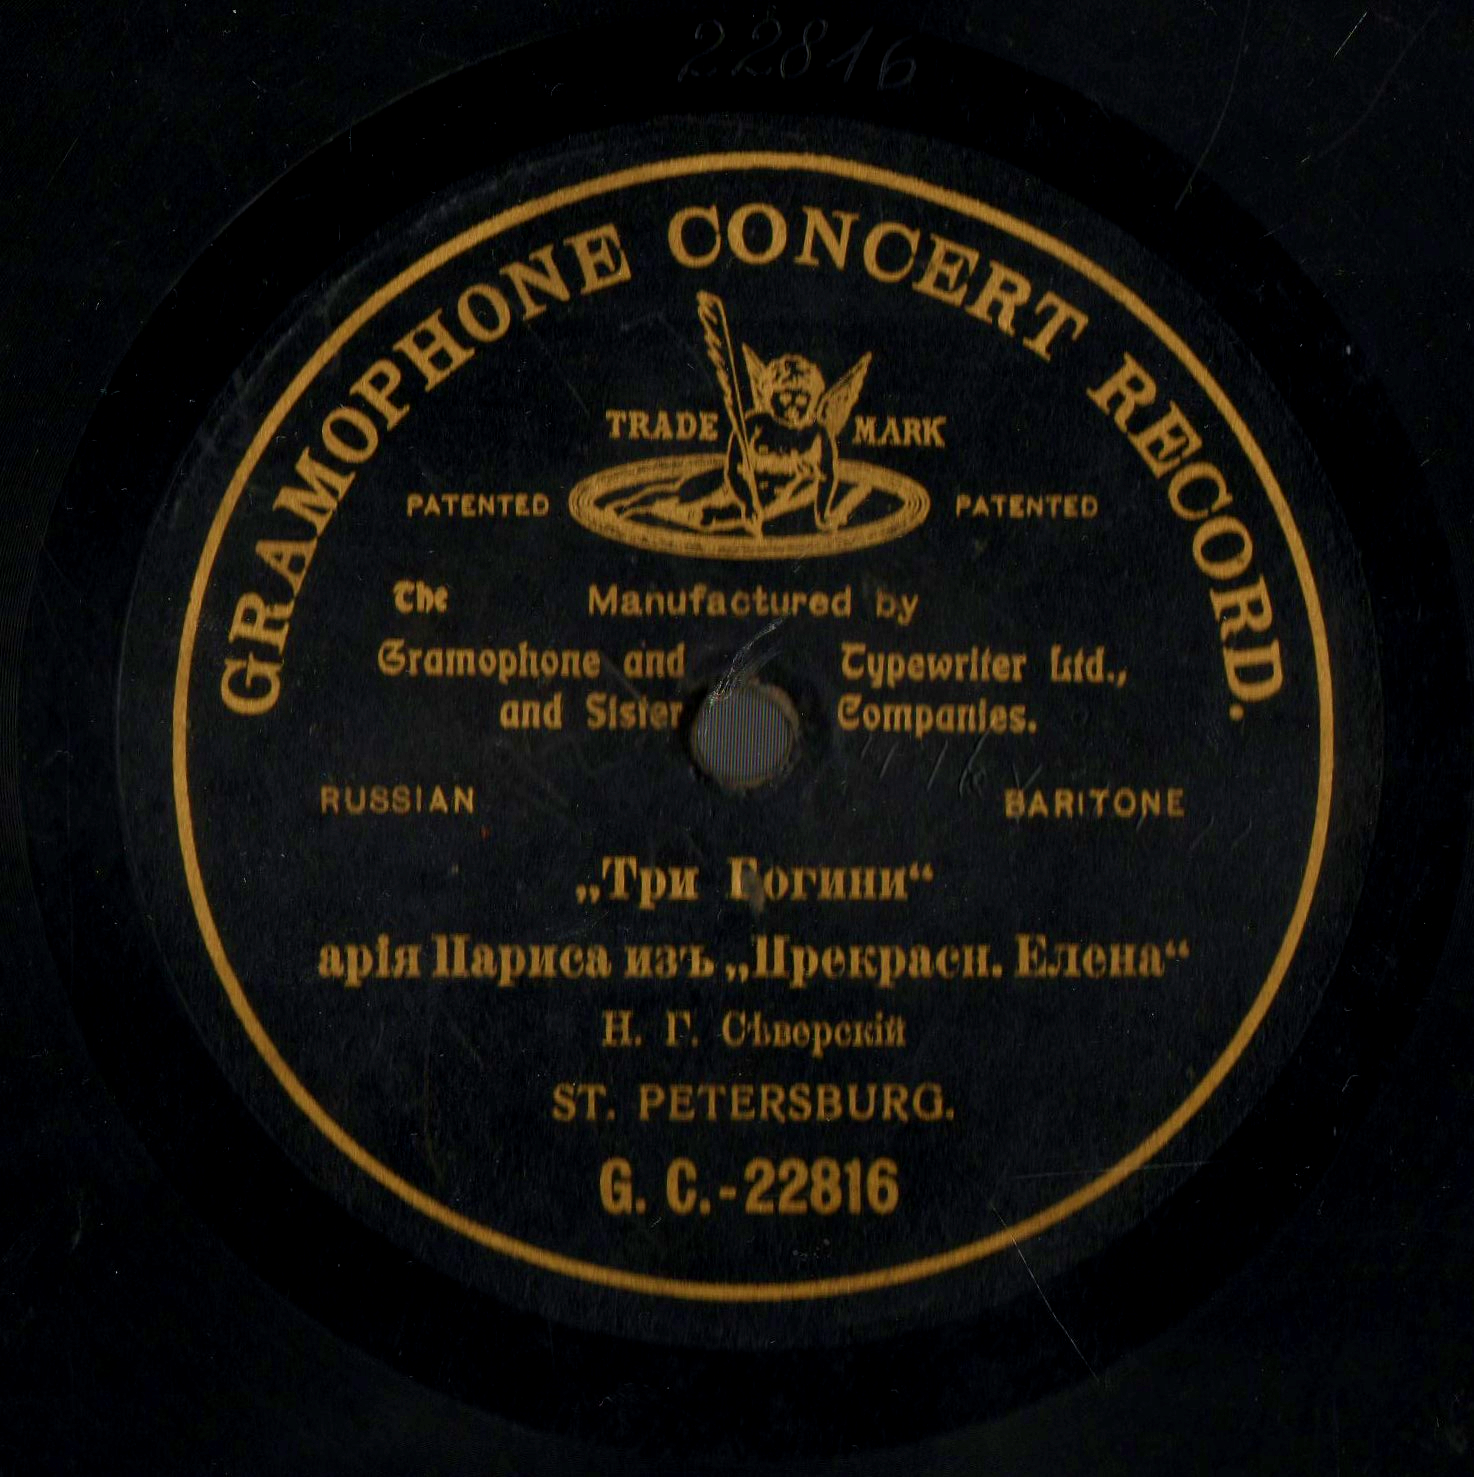 22816
GRAMOPHONE CONCERT RECORD.
TRADE MARK
PATENTED PATENTED
The Manufactured by
Gramophone and Typewriter Ltd.,
and Sister Companies.
RUSSIAN BARITONE
„Три Богини“
арія Париса изъ „Прекрасн. Елена“
Н. Г. Сѣверскій
ST. PETERSBURG.
G. C.-22816